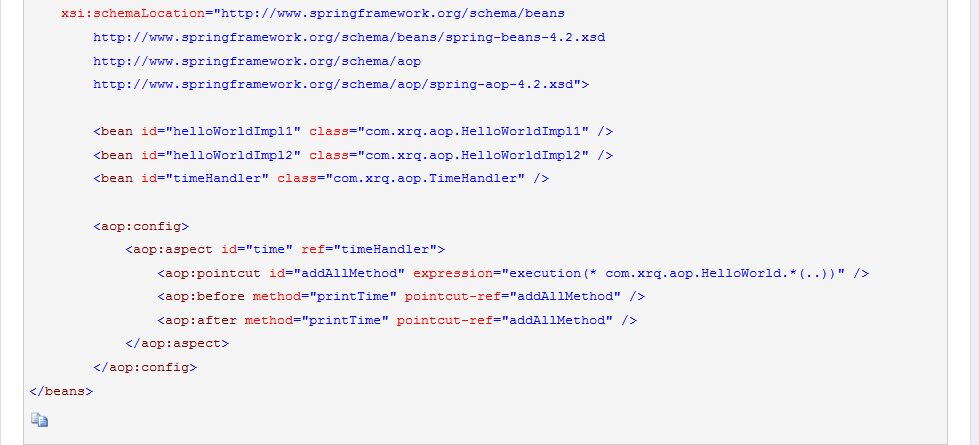 xsi:schemaLocation="http://www.springframework.org/schema/beans
http://www.springframework.org/schema/beans/spring-beans-4.2.xsd
http://www.springframework.org/schema/aop
http://www.springframework.org/schema/aop/spring-aop-4.2.xsd">
<bean id="helloWorldImpl1" class="com.xrq.aop.HelloWorldImpl1" />
<bean id="helloWorldImpl2" class="com.xrq.aop.HelloWorldImpl2" />
<bean id="timeHandler" class="com.xrq.aop.TimeHandler" />
<aop:config>
<aop:aspect id="time" ref="timeHandler">
<aop:pointcut id="addAllMethod" expression="execution(* com.xrq.aop.HelloWorld.*(..))" />
<aop:before method="printTime" pointcut-ref="addAllMethod" />
<aop:after method="printTime" pointcut-ref="addAllMethod" />
</aop:aspect>
</aop:config>
</beans>